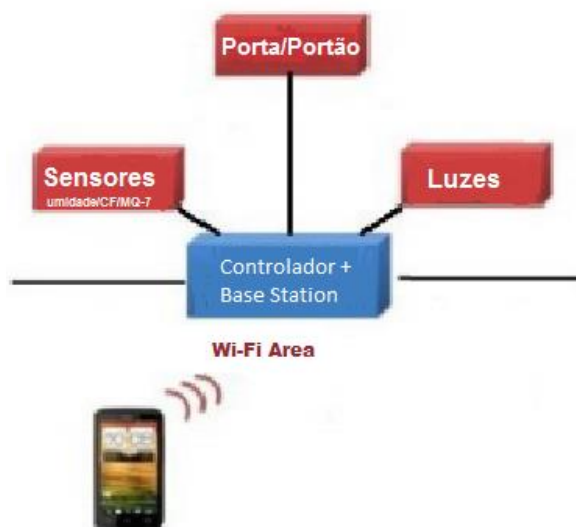 Porta/Portão
Sensores
umidade/CF/MQ-7
Luzes
Controlador +
Base Station
Wi-Fi Area